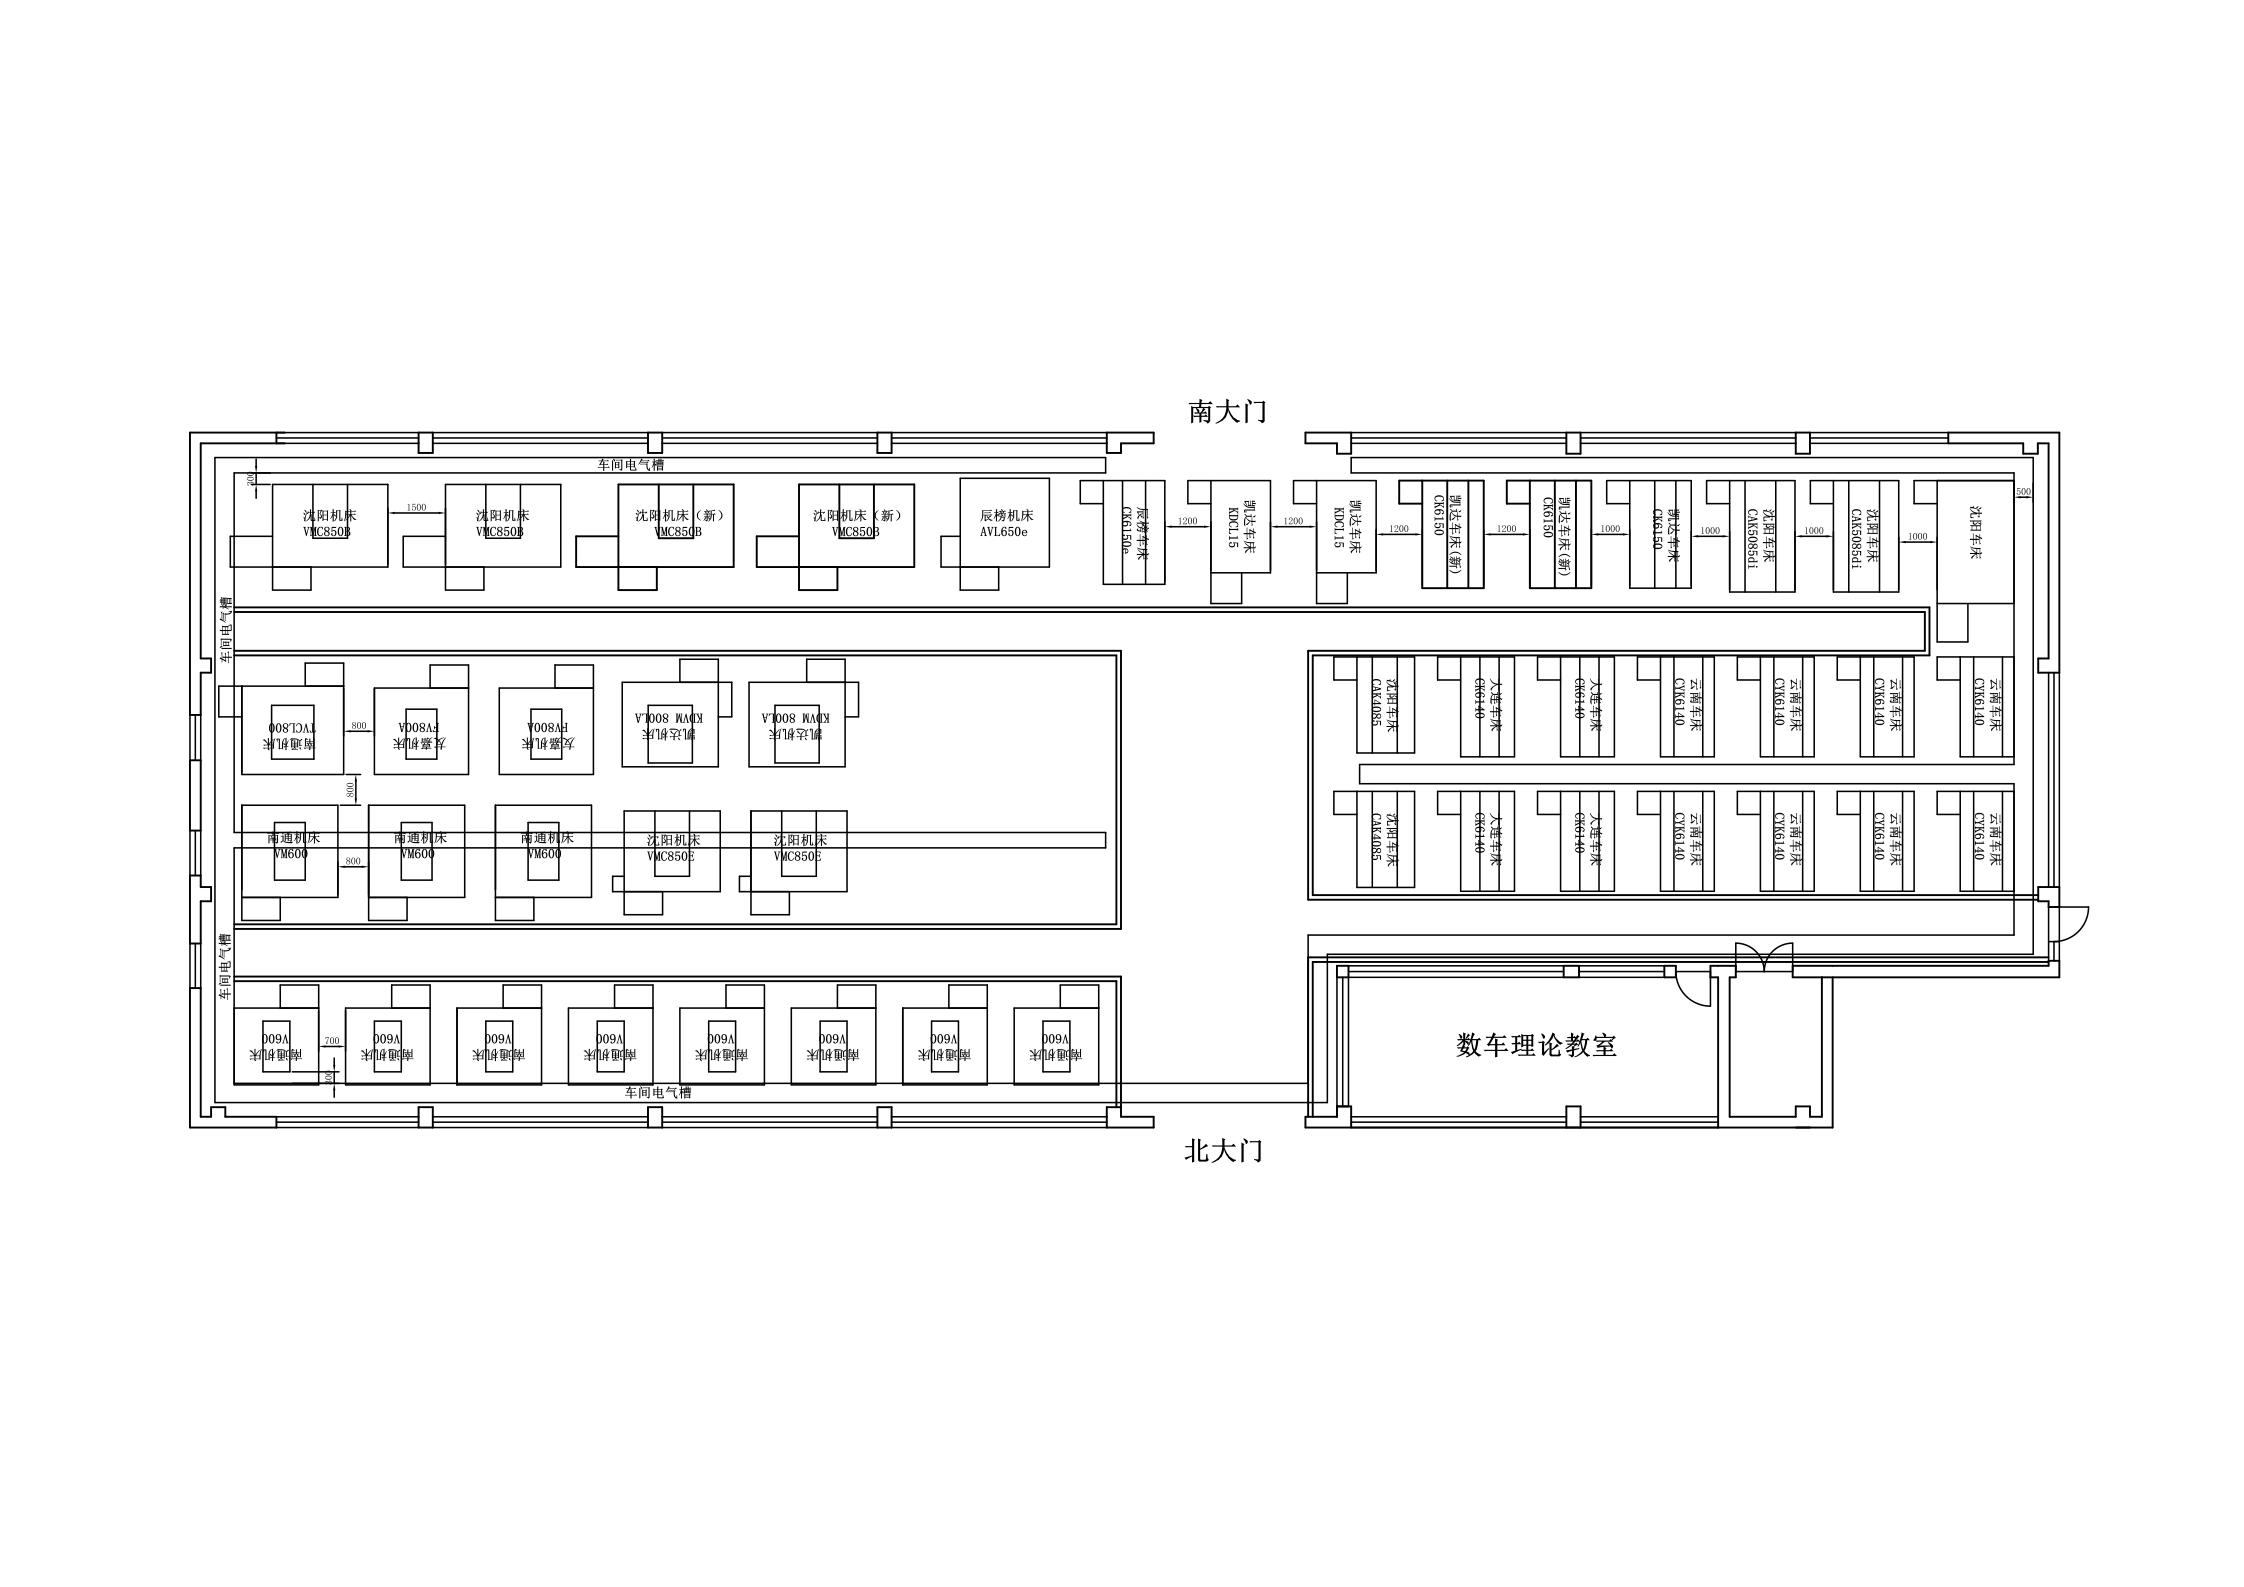 南大门
车间电气槽
300
500
沈阳机床
VMC850B
1500
沈阳机床
VMC850B
沈阳机床（新）
VMC850B
沈阳机床（新）
VMC850B
辰榜机床
AVL650e
辰榜车床
CK6150e
1200
凯达车床
KDCL15
1200
凯达车床
KDCL15
1200
凯达车床(新)
CK6150
1200
凯达车床(新)
CK6150
1000
凯达车床
CK6150
1000
沈阳车床
CAK5085di
1000
沈阳车床
CAK5085di
1000
沈阳车床
车间电气槽
南通机床
TVCL800
800
友嘉机床
FV800A
友嘉机床
FV800A
凯达机床
KDVM 800LA
凯达机床
KDVM 800LA
沈阳车床
CAK4085
大连车床
CK6140
大连车床
CK6140
云南车床
CYK6140
云南车床
CYK6140
云南车床
CYK6140
云南车床
CYK6140
800
南通机床
VM600
800
南通机床
VM600
南通机床
VM600
沈阳机床
VMC850E
沈阳机床
VMC850E
沈阳车床
CAK4085
大连车床
CK6140
大连车床
CK6140
云南车床
CYK6140
云南车床
CYK6140
云南车床
CYK6140
云南车床
CYK6140
车间电气槽
南通机床
V600
700
南通机床
V600
南通机床
V600
南通机床
V600
南通机床
V600
南通机床
V600
南通机床
V600
南通机床
V600
数车理论教室
300
车间电气槽
北大门